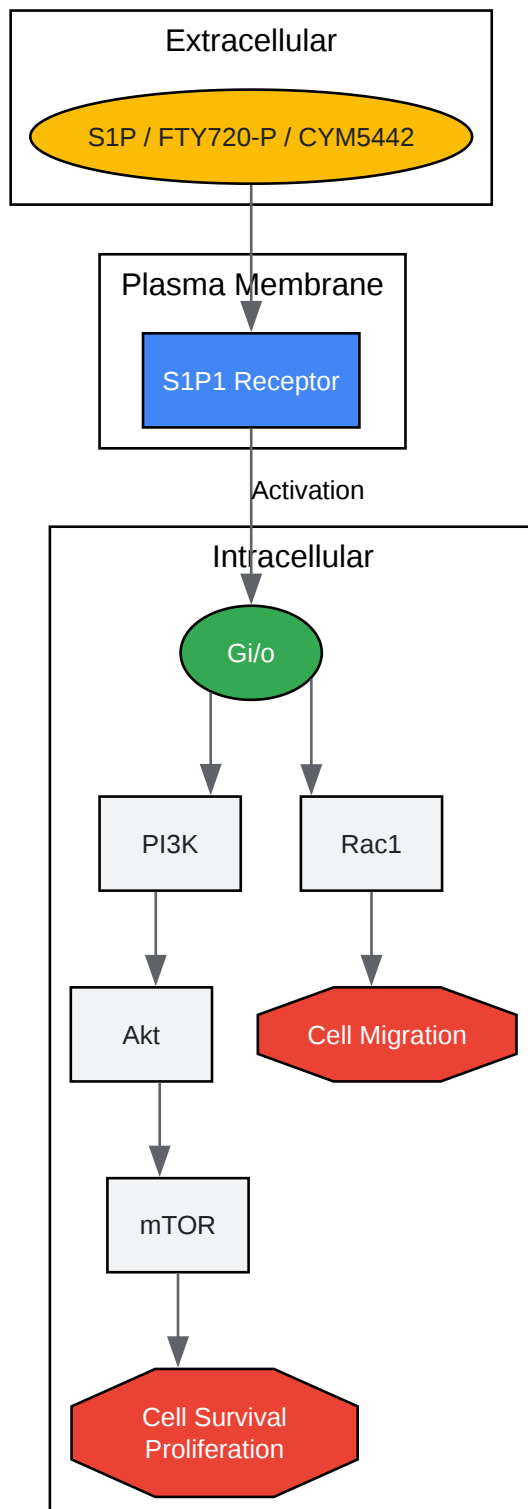 Extracellular
S1P / FTY720-P / CYM5442
Plasma Membrane
S1P1 Receptor
Activation
Intracellular
Gi/o
PI3K
Rac1
Akt
Cell Migration
mTOR
Cell Survival
Proliferation